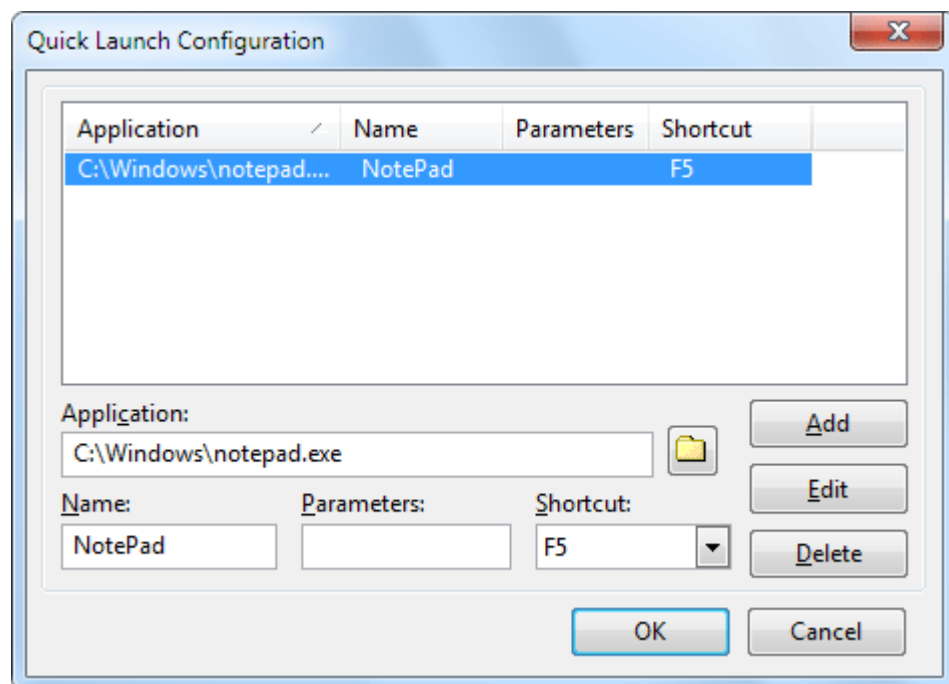 Quick Launch Configuration
Application Name Parameters Shortcut
C:\Windows\notepad.... NotePad F5
Application:
C:\Windows\notepad.exe
Add
Edit
Name: Parameters: Shortcut:
NotePad F5
Delete
OK Cancel